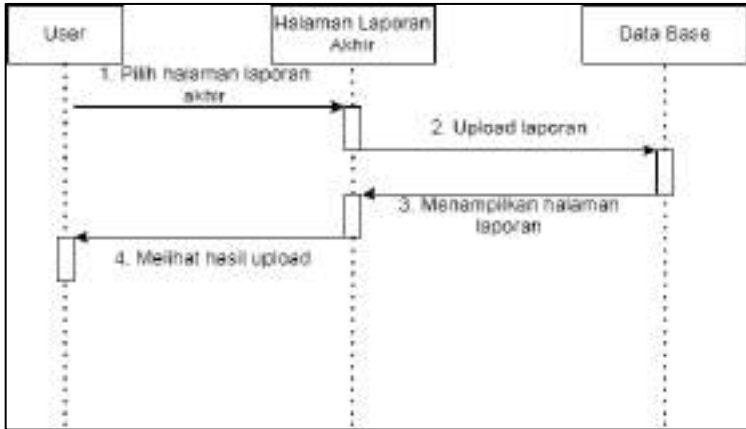 User
Halaman Laporan
Akhir
Data Base
1. Pilih halaman laporan
akhir
2. Upload laporan
3. Menampilkan halaman
laporan
4. Melihat hasil upload